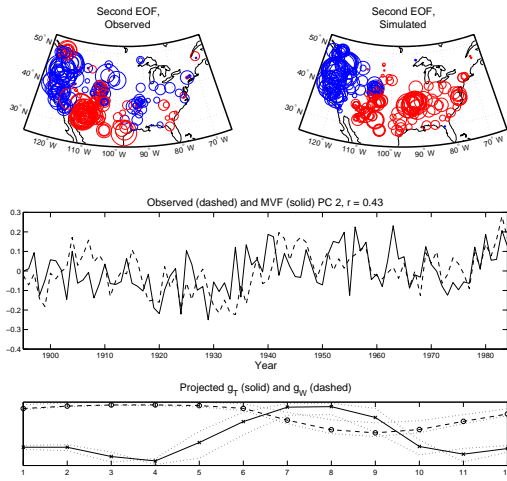 Second EOF,
Observed
Second EOF,
Simulated
50°N
40°N
30°N
120°W
110°W
100°W
90°W
80°W
70°W
50°N
40°N
30°N
120°W
110°W
100°W
90°W
80°W
70°W
Observed (dashed) and MVF (solid) PC 2, r = 0.43
0.3
0.2
0.1
0
−0.1
−0.2
−0.3
−0.4
1900 1910 1920 1930 1940 1950 1960 1970 1980
Year
Projected g_T (solid) and g_W (dashed)
1 2 3 4 5 6 7 8 9 10 11 12